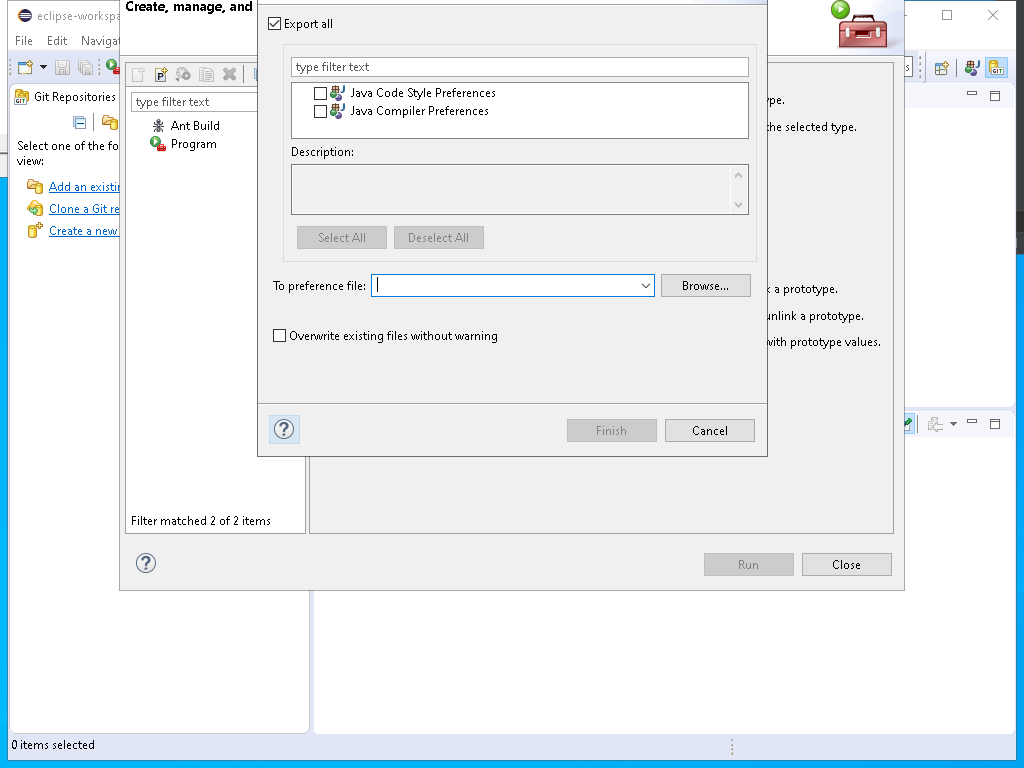 eclipse-workspa
Create, manage, and
File Edit Navigat
Export all
type filter text
Java Code Style Preferences
Java Compiler Preferences
Git Repositories
type filter text
Ant Build
Program
ype.
the selected type.
Select one of the fo
view:
Description:
Add an existin
Clone a Git re
Create a new
Select All Deselect All
To preference file: Browse...
k a prototype.
unlink a prototype.
with prototype values.
Overwrite existing files without warning
Finish Cancel
Filter matched 2 of 2 items
Run Close
0 items selected